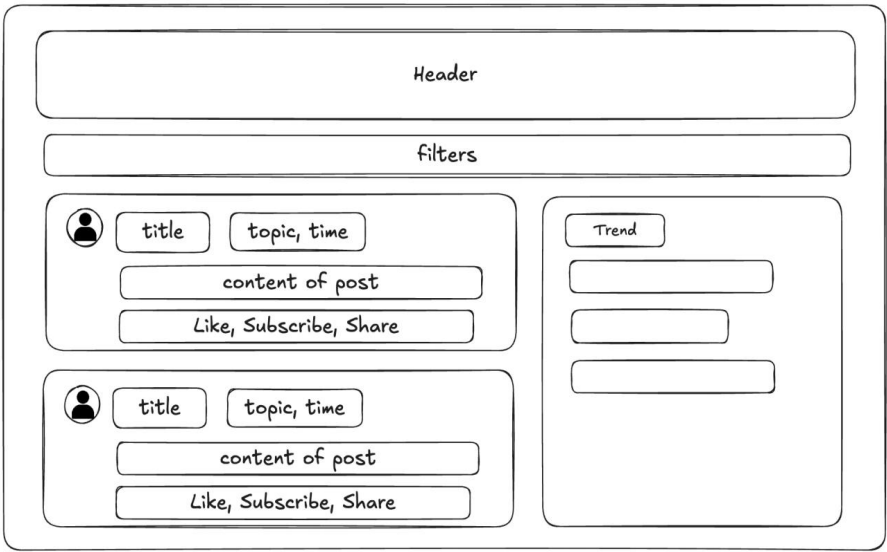 Header
filters
title
topic, time
content of post
Like, Subscribe, Share
title
topic, time
content of post
Like, Subscribe, Share
Trend